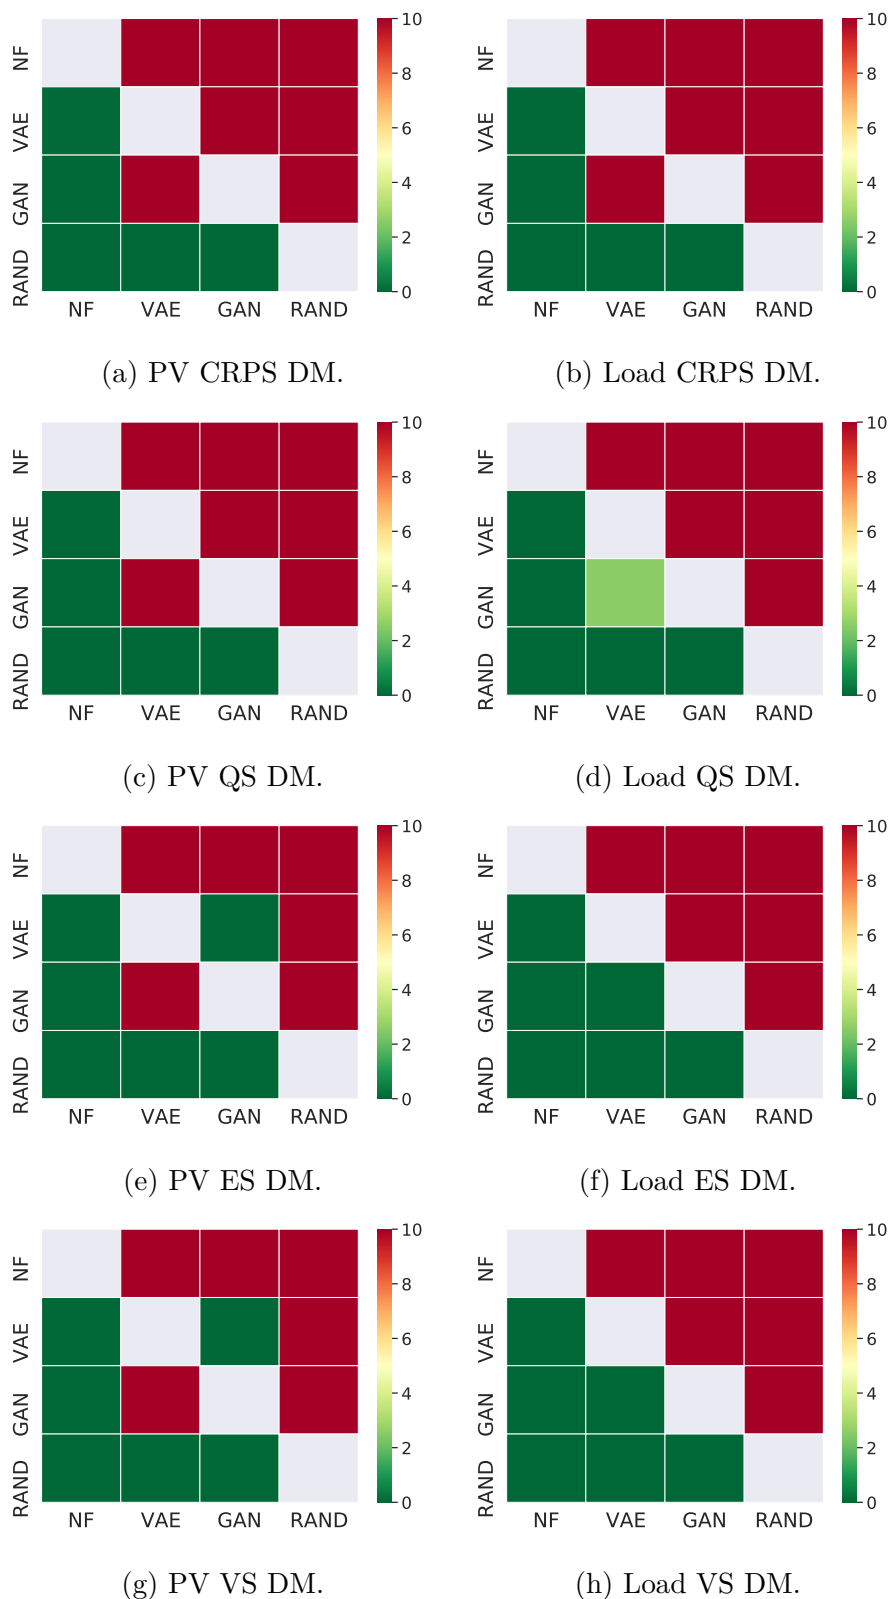 NF
VAE
GAN
RAND
NF VAE GAN RAND
10
8
6
4
2
0
(a) PV CRPS DM.
NF
VAE
GAN
RAND
NF VAE GAN RAND
10
8
6
4
2
0
(b) Load CRPS DM.
NF
VAE
GAN
RAND
NF VAE GAN RAND
10
8
6
4
2
0
(c) PV QS DM.
NF
VAE
GAN
RAND
NF VAE GAN RAND
10
8
6
4
2
0
(d) Load QS DM.
NF
VAE
GAN
RAND
NF VAE GAN RAND
10
8
6
4
2
0
(e) PV ES DM.
NF
VAE
GAN
RAND
NF VAE GAN RAND
10
8
6
4
2
0
(f) Load ES DM.
NF
VAE
GAN
RAND
NF VAE GAN RAND
10
8
6
4
2
0
(g) PV VS DM.
NF
VAE
GAN
RAND
NF VAE GAN RAND
10
8
6
4
2
0
(h) Load VS DM.